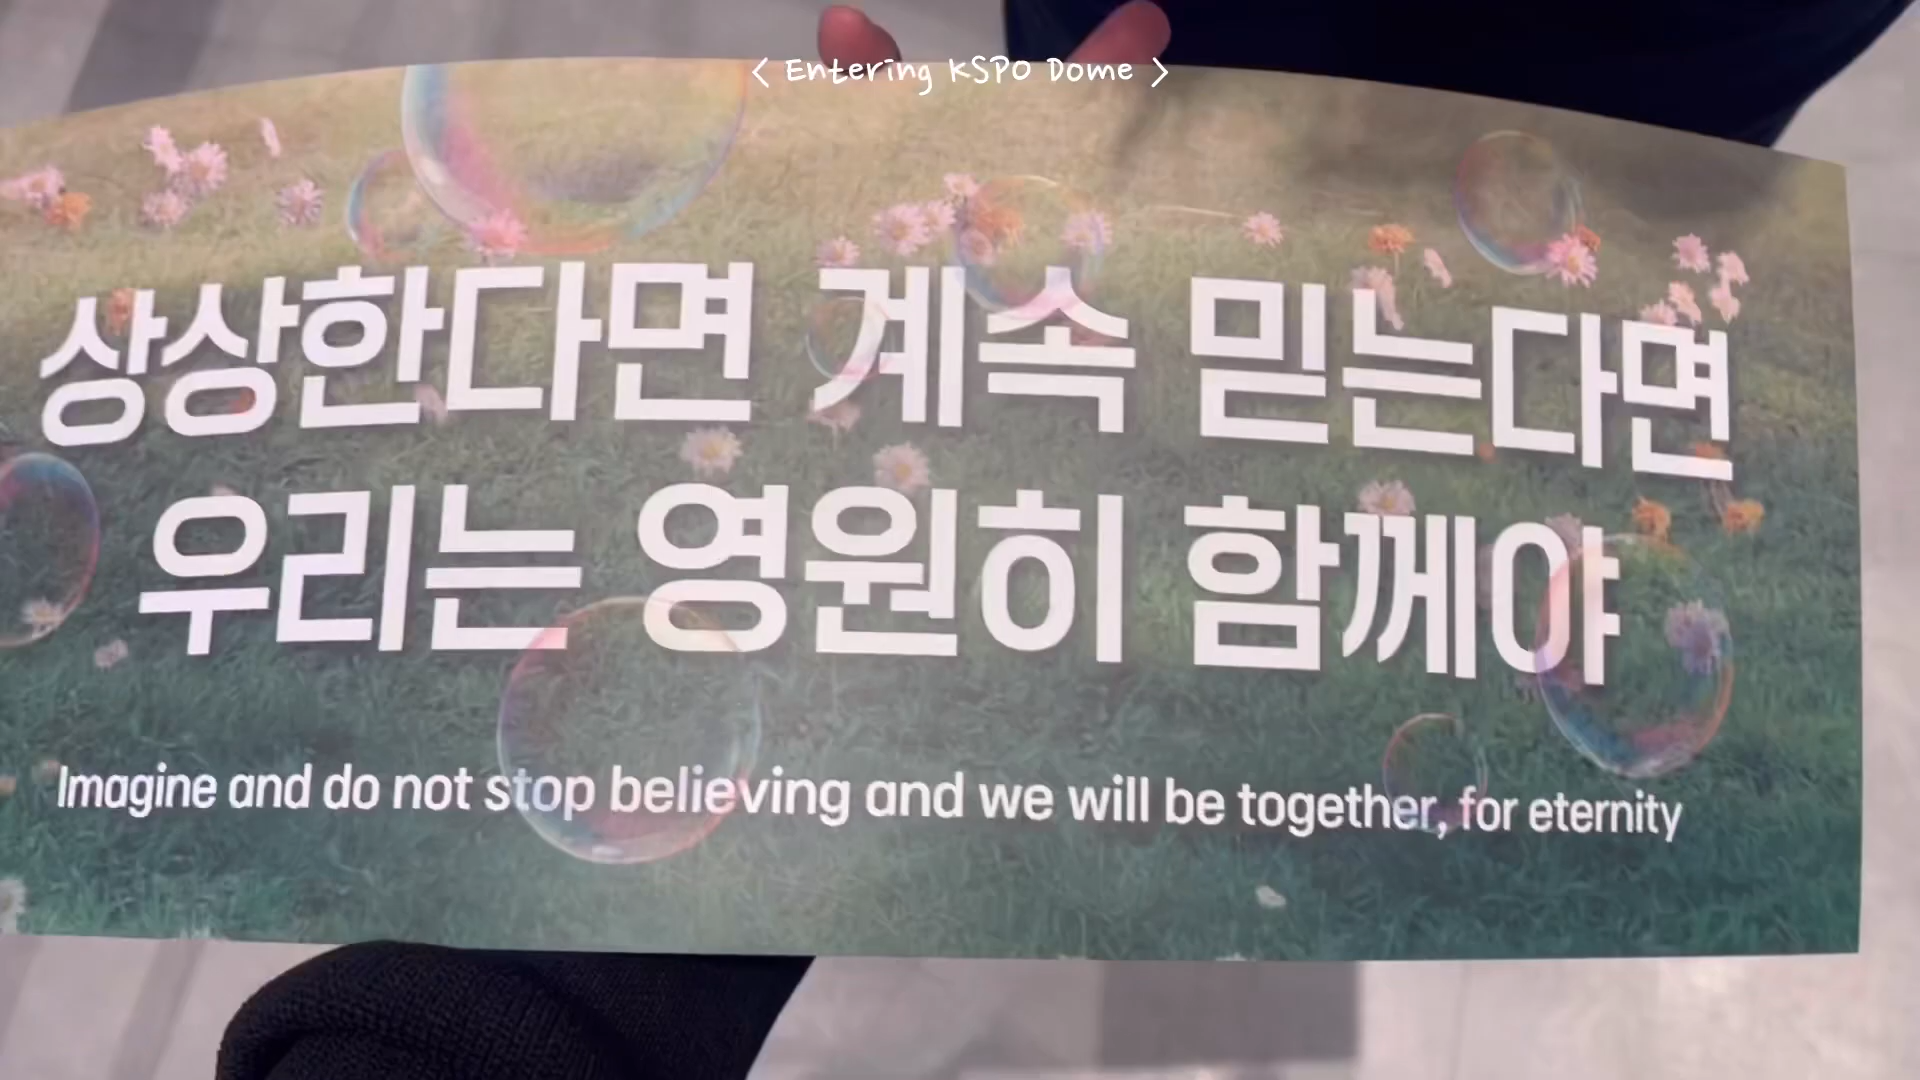 < Entering KSPO Dome >
상상한다면 계속 믿는다면
우리는 영원히 함께야
Imagine and do not stop believing and we will be together, for eternity